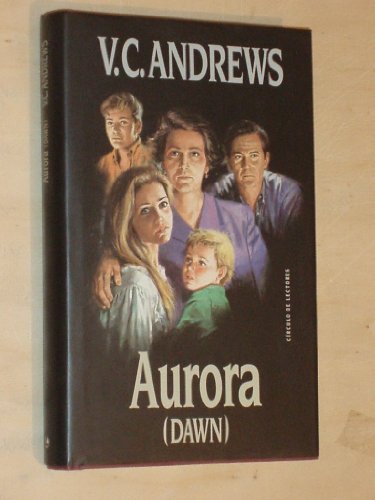 V.C. ANDREWS
Aurora
(DAWN)
CÍRCULO DE LECTORES
V.C. ANDREWS
Aurora (DAWN)